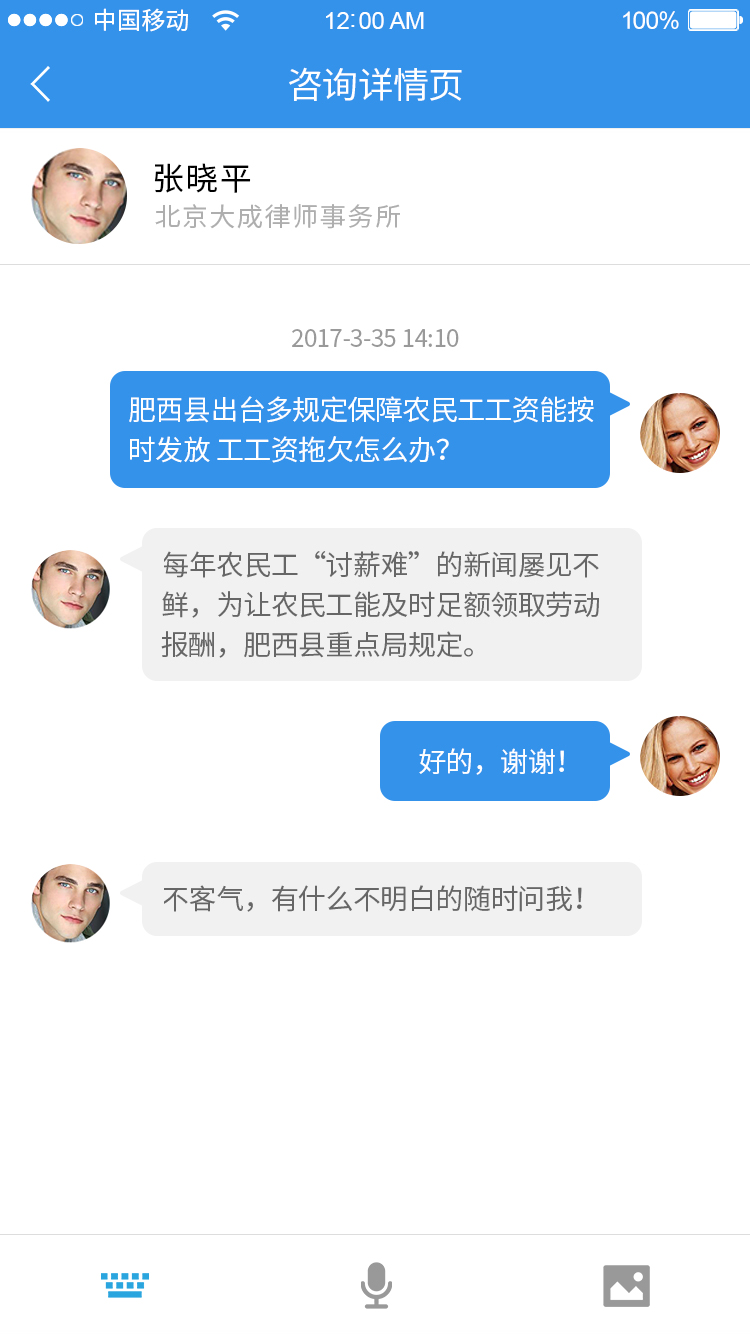 中国移动
12:00 AM
100%
咨询详情页
张晓平
北京大成律师事务所
2017-3-35 14:10
肥西县出台多规定保障农民工工资能按
时发放 工工资拖欠怎么办?
每年农民工“讨薪难”的新闻屡见不
鲜，为让农民工能及时足额领取劳动
报酬，肥西县重点局规定。
好的，谢谢！
不客气，有什么不明白的随时问我！